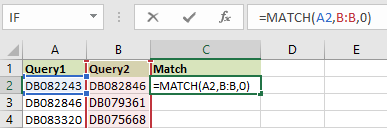 IF fx =MATCH(A2,B:B,0)
A B C D E F
1 Query1 Query2 Match
2 DB082243 DB082846 =MATCH(A2,B:B,0)
3 DB082846 DB079361
4 DB083320 DB075668